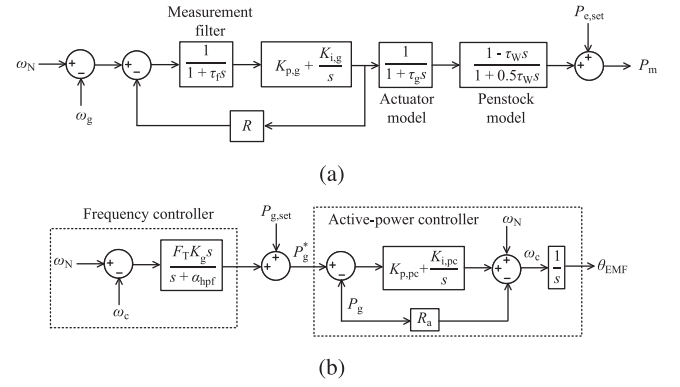 Measurement filter
P_e,set
ω_N + - + - 1 / (1 + τ_f s) K_p,g + K_i,g / s 1 / (1 + τ_g s) (1 - τ_W s) / (1 + 0.5τ_W s) + + P_m
ω_g
Actuator model
Penstock model
R
(a)
Frequency controller
P_g,set
Active-power controller
ω_N
ω_N + - F_T K_g s / (s + α_hpf) + + P_g^* + - K_p,pc + K_i,pc / s + + - ω_c 1 / s θ_EMF
ω_c
P_g
R_a
(b)